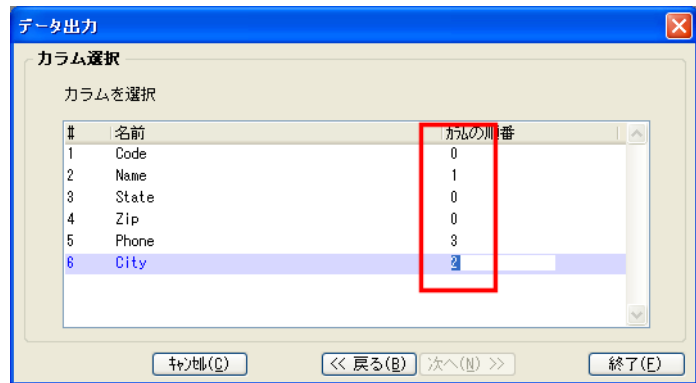 データ出力
カラム選択
カラムを選択
# 名前 ｶﾗﾑの順番
1 Code 0
2 Name 1
3 State 0
4 Zip 0
5 Phone 3
6 City 2
ｷｬﾝｾﾙ(C) << 戻る(B) 次へ(N) >> 終了(F)